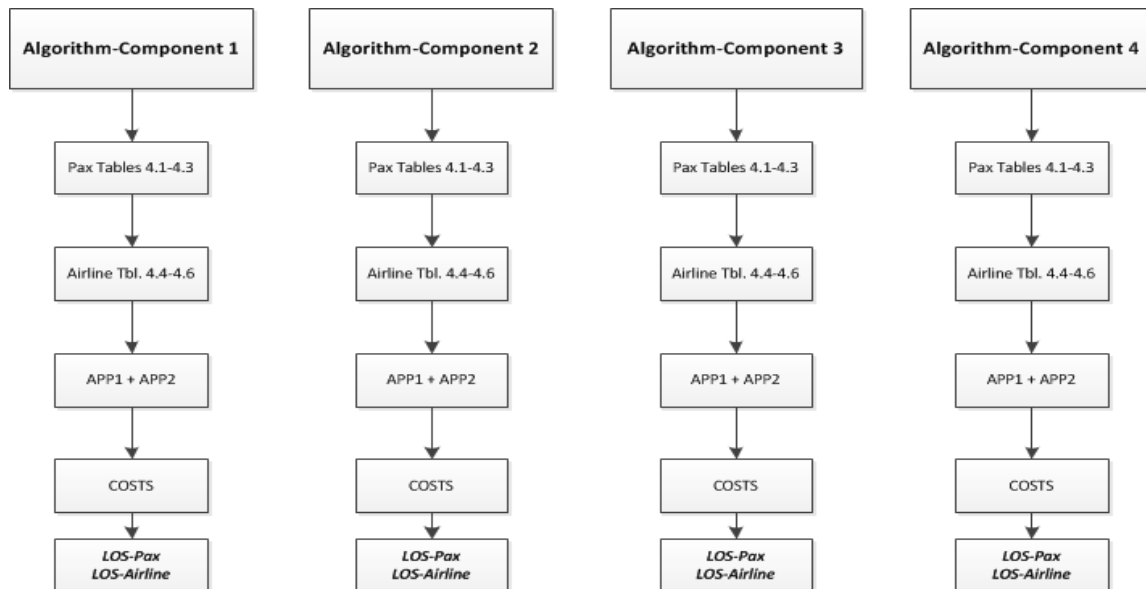 Algorithm-Component 1
Algorithm-Component 2
Algorithm-Component 3
Algorithm-Component 4
Pax Tables 4.1-4.3
Pax Tables 4.1-4.3
Pax Tables 4.1-4.3
Pax Tables 4.1-4.3
Airline Tbl. 4.4-4.6
Airline Tbl. 4.4-4.6
Airline Tbl. 4.4-4.6
Airline Tbl. 4.4-4.6
APP1 + APP2
APP1 + APP2
APP1 + APP2
APP1 + APP2
COSTS
COSTS
COSTS
COSTS
LOS-Pax
LOS-Airline
LOS-Pax
LOS-Airline
LOS-Pax
LOS-Airline
LOS-Pax
LOS-Airline